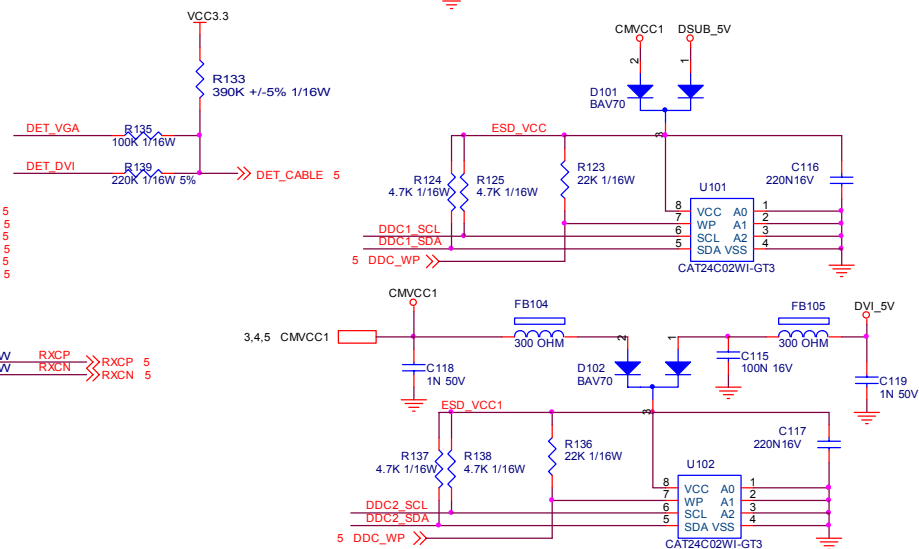 VCC3.3
R133
390K +/-5% 1/16W
DET_VGA
R135
100K 1/16W
DET_DVI
R139
220K 1/16W 5%
DET_CABLE 5
5
5
5
5
5
5
RXCP
RXCP 5
RXCN
RXCN 5
CMVCC1
DSUB_5V
2
1
D101
BAV70
3
ESD_VCC
R124
4.7K 1/16W
R125
4.7K 1/16W
R123
22K 1/16W
C116
220N16V
U101
8 VCC A0 1
7 WP A1 2
6 SCL A2 3
5 SDA VSS 4
CAT24C02WI-GT3
DDC1_SCL
DDC1_SDA
5 DDC_WP
CMVCC1
3,4,5 CMVCC1
FB104
300 OHM
C118
1N 50V
2
1
D102
BAV70
3
FB105
300 OHM
DVI_5V
C115
100N 16V
C119
1N 50V
ESD_VCC1
R137
4.7K 1/16W
R138
4.7K 1/16W
R136
22K 1/16W
C117
220N16V
U102
8 VCC A0 1
7 WP A1 2
6 SCL A2 3
5 SDA VSS 4
CAT24C02WI-GT3
DDC2_SCL
DDC2_SDA
5 DDC_WP